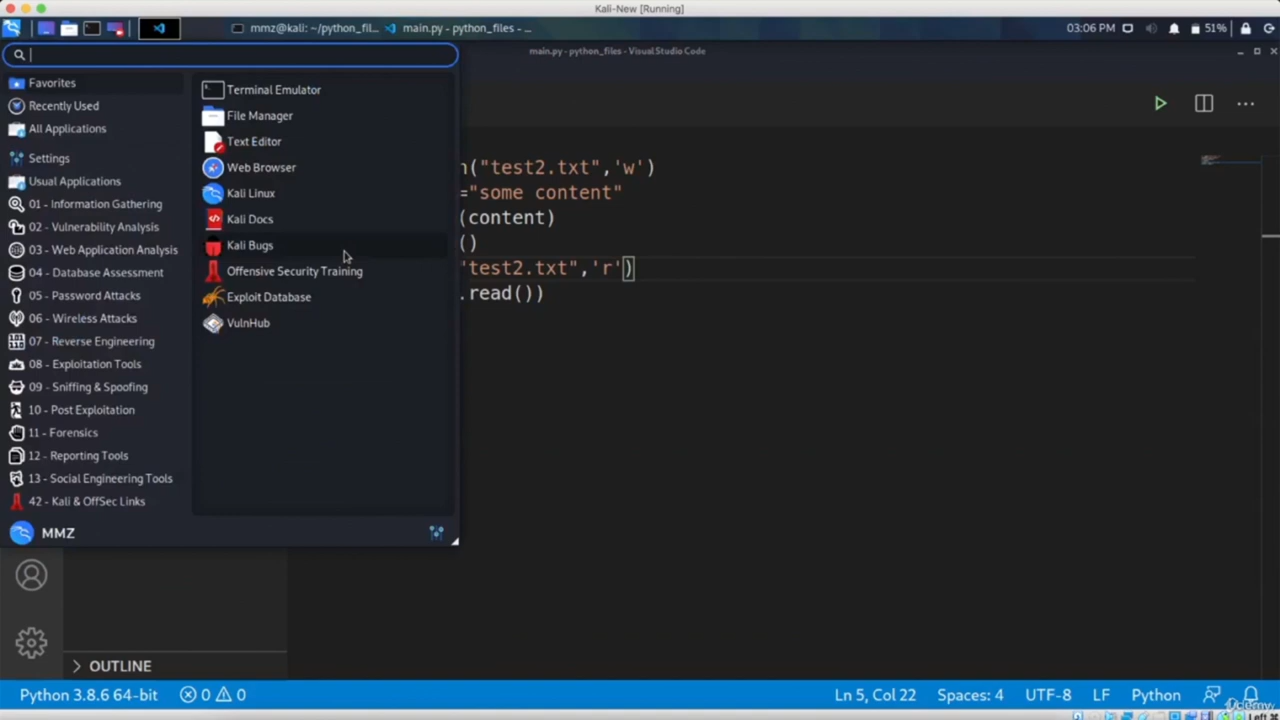 Kali-New [Running]
mmz@kali: ~/python_fil...
main.py - python_files - ...
03:06 PM
51%
main.py - python_files - Visual Studio Code
Favorites
Recently Used
All Applications
Settings
Usual Applications
01 - Information Gathering
02 - Vulnerability Analysis
03 - Web Application Analysis
04 - Database Assessment
05 - Password Attacks
06 - Wireless Attacks
07 - Reverse Engineering
08 - Exploitation Tools
09 - Sniffing & Spoofing
10 - Post Exploitation
11 - Forensics
12 - Reporting Tools
13 - Social Engineering Tools
42 - Kali & OffSec Links
MMZ
Terminal Emulator
File Manager
Text Editor
Web Browser
Kali Linux
Kali Docs
Kali Bugs
Offensive Security Training
Exploit Database
VulnHub
n("test2.txt",'w')
="some content"
(content)
()
"test2.txt",'r')
.read())
OUTLINE
Python 3.8.6 64-bit
0
0
Ln 5, Col 22
Spaces: 4
UTF-8
LF
Python
Udemy
Left ⌘